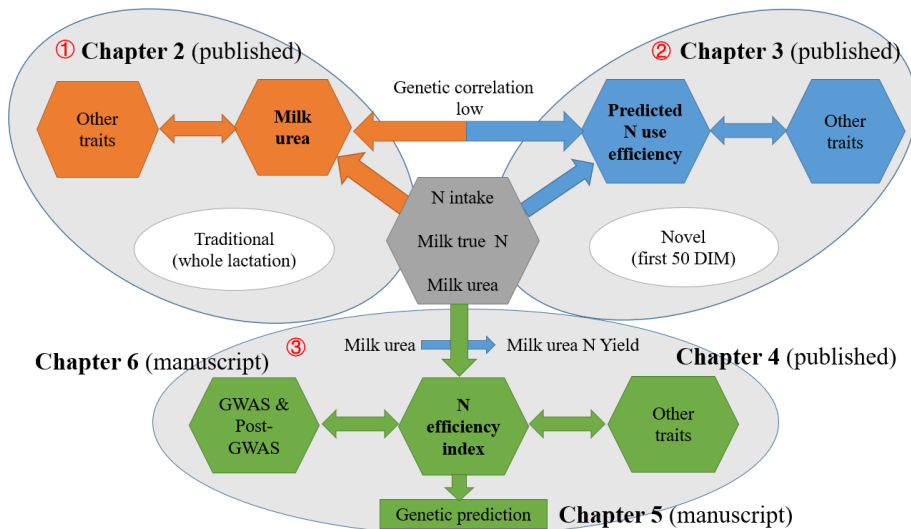 ① Chapter 2 (published)
② Chapter 3 (published)
Other
traits
Milk
urea
Genetic correlation
low
Predicted
N use
efficiency
Other
traits
Traditional
(whole lactation)
N intake
Milk true N
Milk urea
Novel
(first 50 DIM)
Chapter 6 (manuscript)
③
Milk urea
Milk urea N Yield
Chapter 4 (published)
GWAS &
Post-
GWAS
N
efficiency
index
Other
traits
Genetic prediction
Chapter 5 (manuscript)